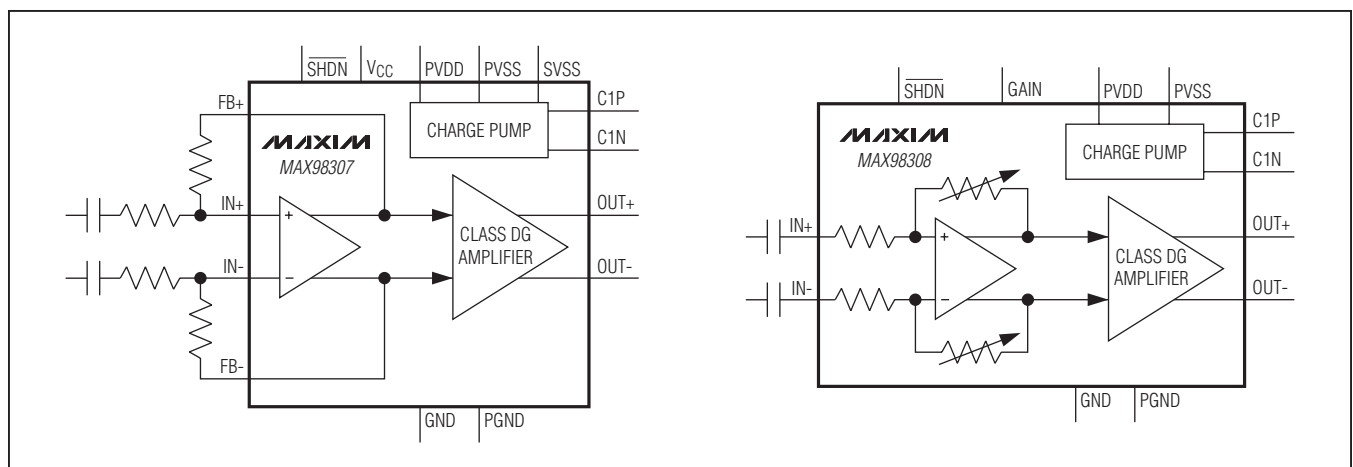 SHDN VCC PVDD PVSS SVSS
FB+
C1P
CHARGE PUMP
C1N
MAXIM
MAX98307
IN+
+
OUT+
CLASS DG
AMPLIFIER
IN-
−
OUT-
FB-
GND PGND
SHDN GAIN PVDD PVSS
C1P
MAXIM
CHARGE PUMP
MAX98308
C1N
IN+
+
OUT+
CLASS DG
AMPLIFIER
IN-
−
OUT-
GND PGND